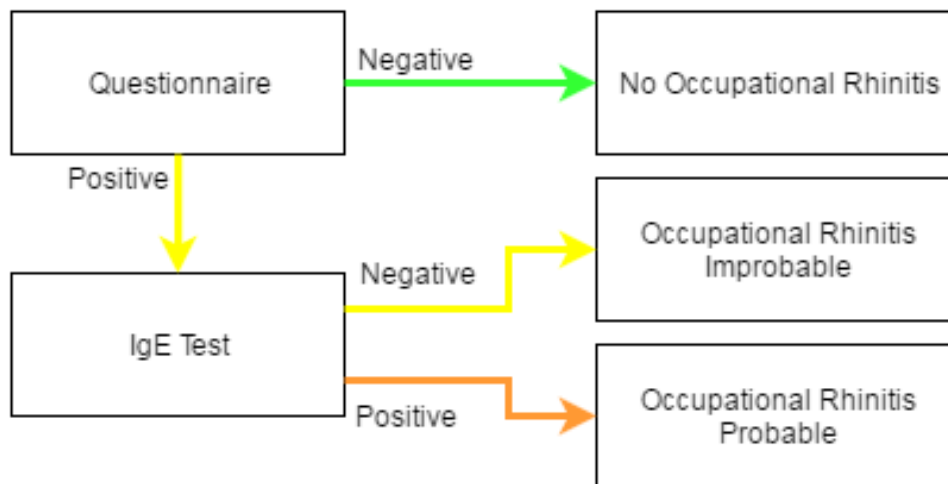 Questionnaire
Negative
No Occupational Rhinitis
Positive
Occupational Rhinitis
Improbable
Negative
IgE Test
Positive
Occupational Rhinitis
Probable